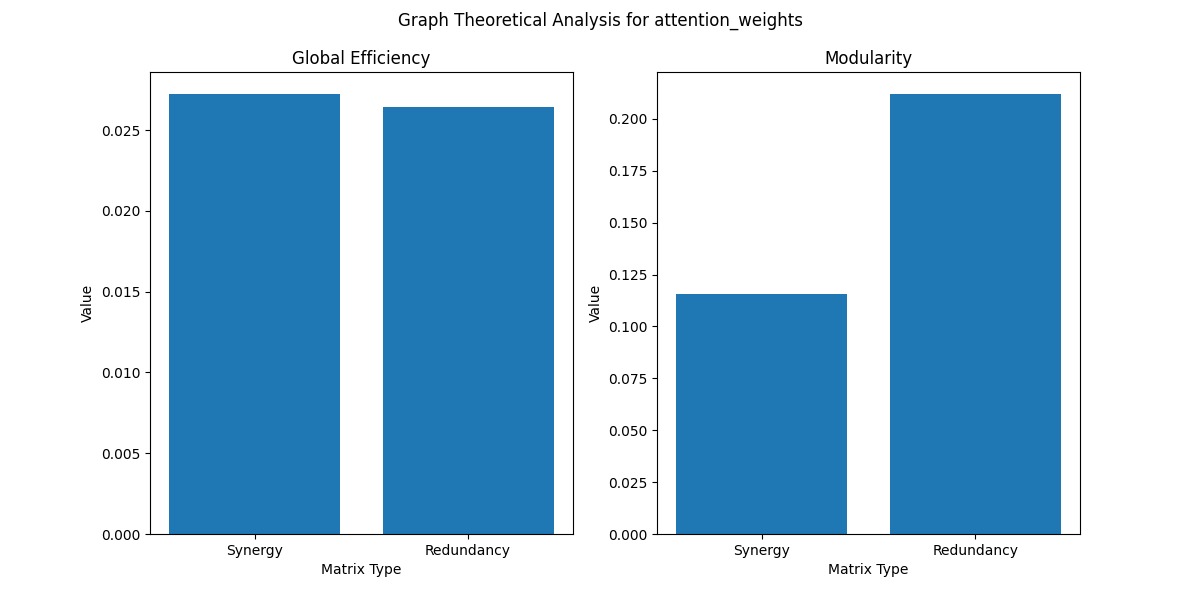 Graph Theoretical Analysis for attention_weights
Global Efficiency
Value
0.025
0.020
0.015
0.010
0.005
0.000
Synergy Redundancy
Matrix Type
Modularity
Value
0.200
0.175
0.150
0.125
0.100
0.075
0.050
0.025
0.000
Synergy Redundancy
Matrix Type